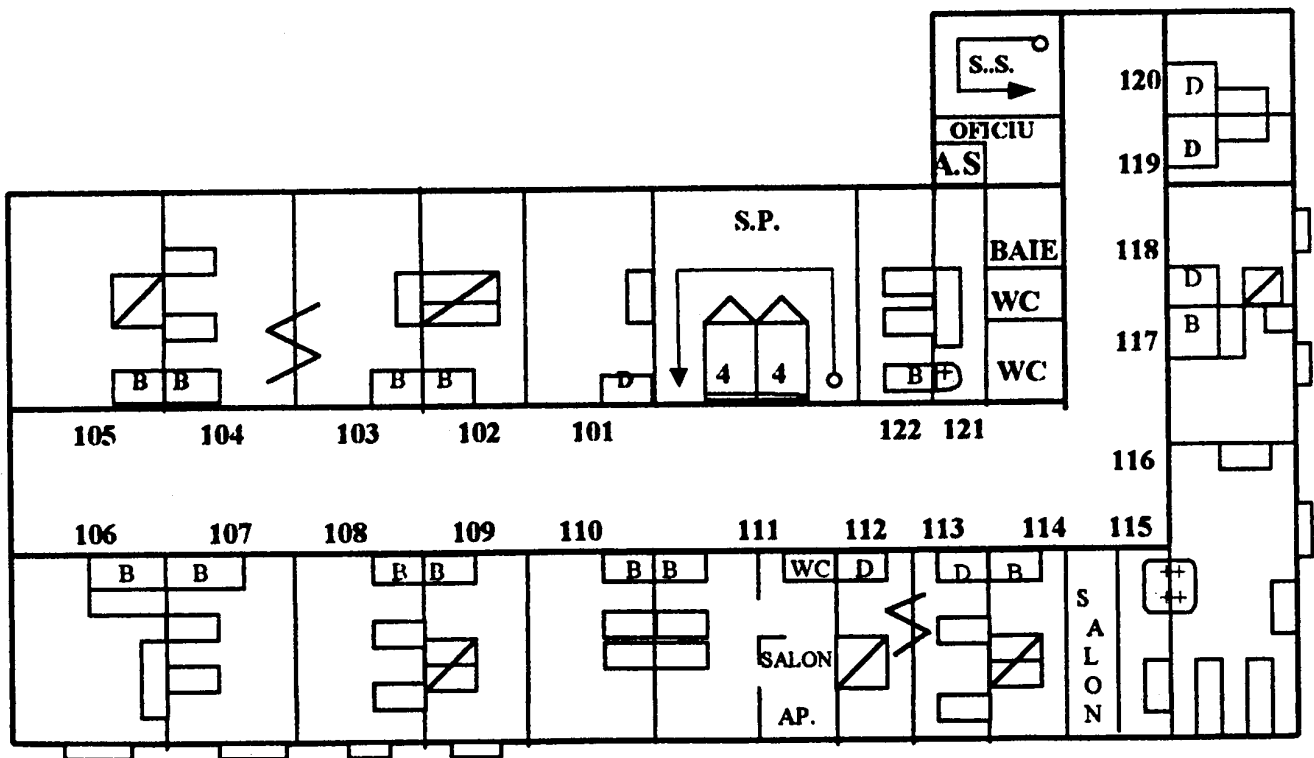 S..S.
120 D
OFICIU
119 D
A.S
S.P.
118
BAIE
D
WC
B
117
B B B B D 4 4 B WC
105 104 103 102 101 122 121
116
106 107 108 109 110 111 112 113 114 115
B B B B B B WC D D B
SALON
SALON
AP.